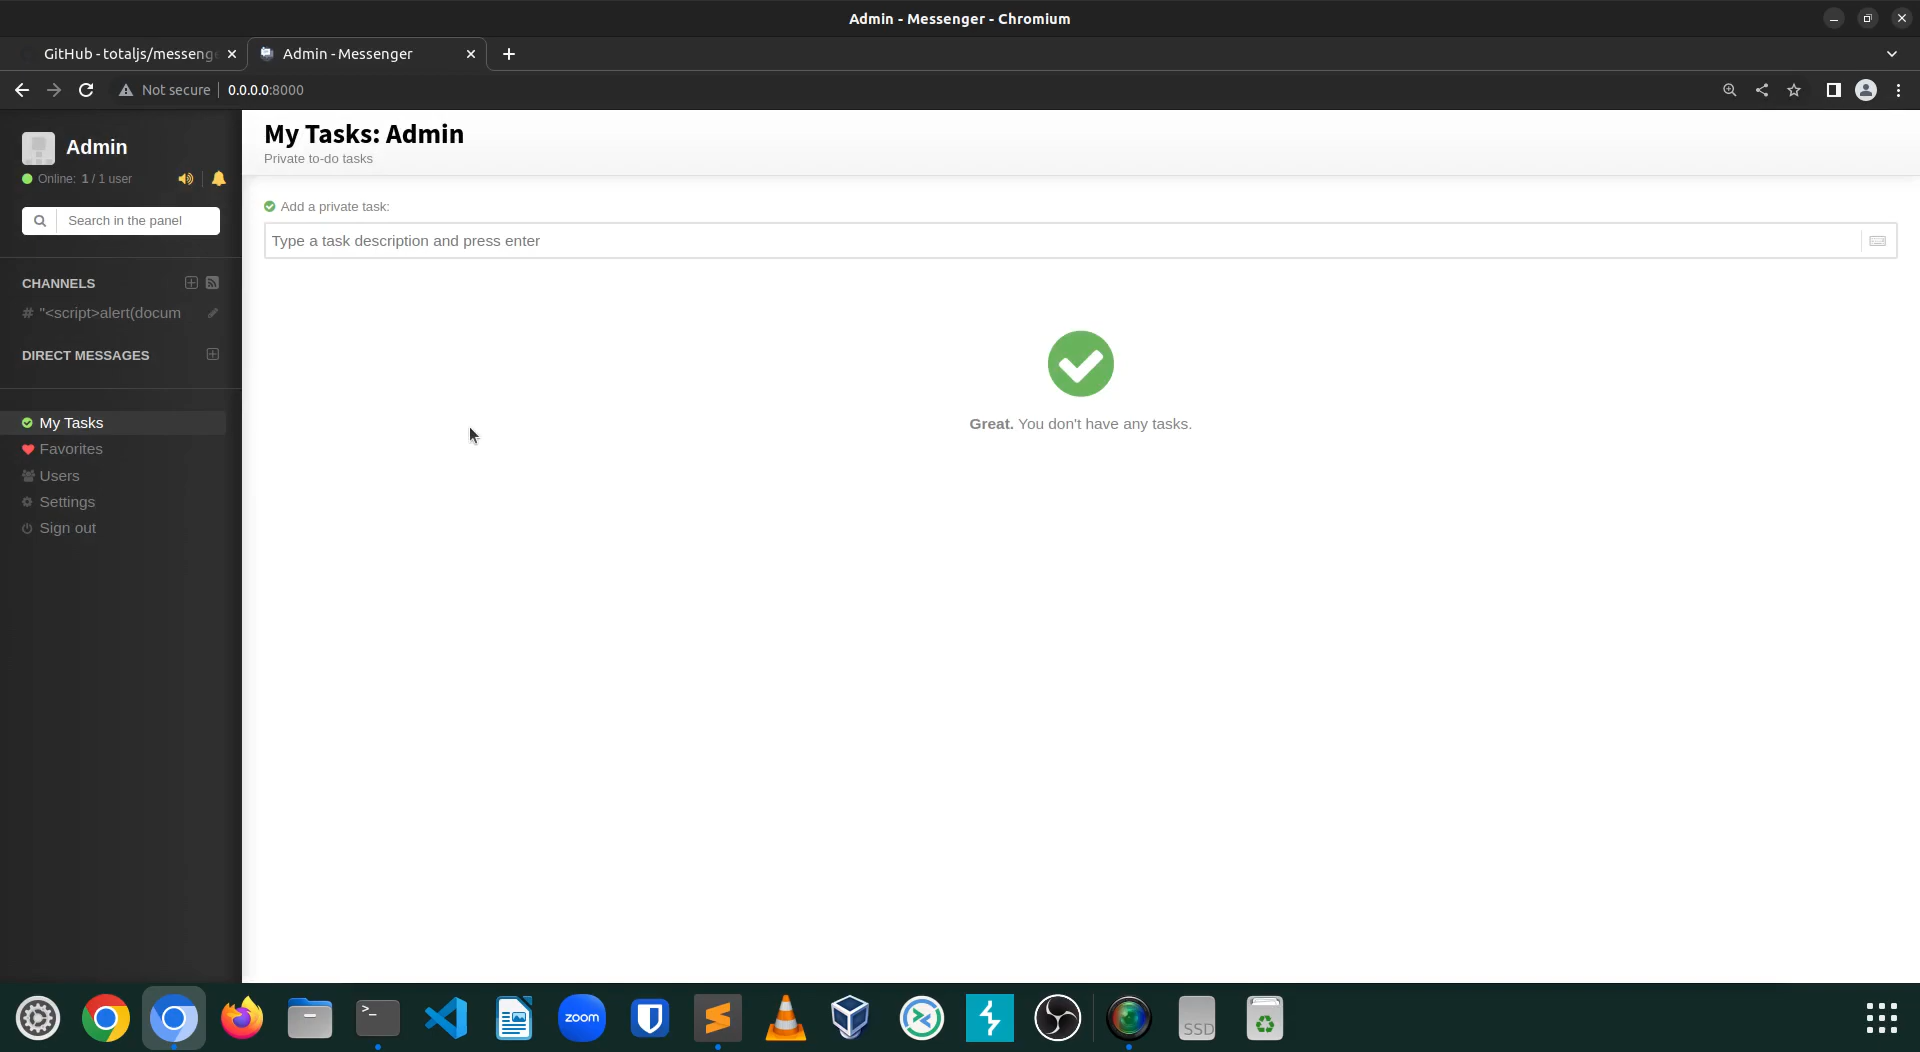 Admin - Messenger - Chromium
GitHub - totaljs/messeng
Admin - Messenger
Not secure
0.0.0.0:8000
Admin
Online: 1 / 1 user
Search in the panel
CHANNELS
# "<script>alert(docum
DIRECT MESSAGES
My Tasks
Favorites
Users
Settings
Sign out
My Tasks: Admin
Private to-do tasks
Add a private task:
Type a task description and press enter
Great. You don't have any tasks.
>_
zoom
SSD